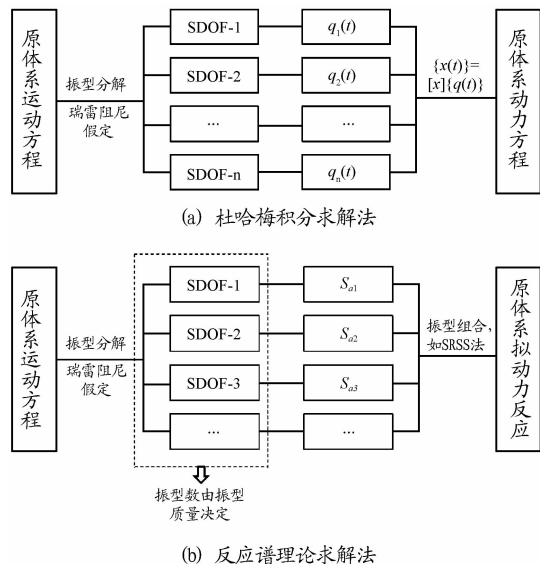 原体系运动方程
振型分解
瑞雷阻尼
假定
SDOF-1
q₁(t)
SDOF-2
q₂(t)
...
...
SDOF-n
qₙ(t)
{x(t)}=
[x]{q(t)}
原体系动力方程
(a) 杜哈梅积分求解法
原体系运动方程
振型分解
瑞雷阻尼
假定
SDOF-1
Sₐ₁
SDOF-2
Sₐ₂
SDOF-3
Sₐ₃
...
...
振型组合,
如SRSS法
原体系拟动力反应
振型数由振型
质量决定
(b) 反应谱理论求解法